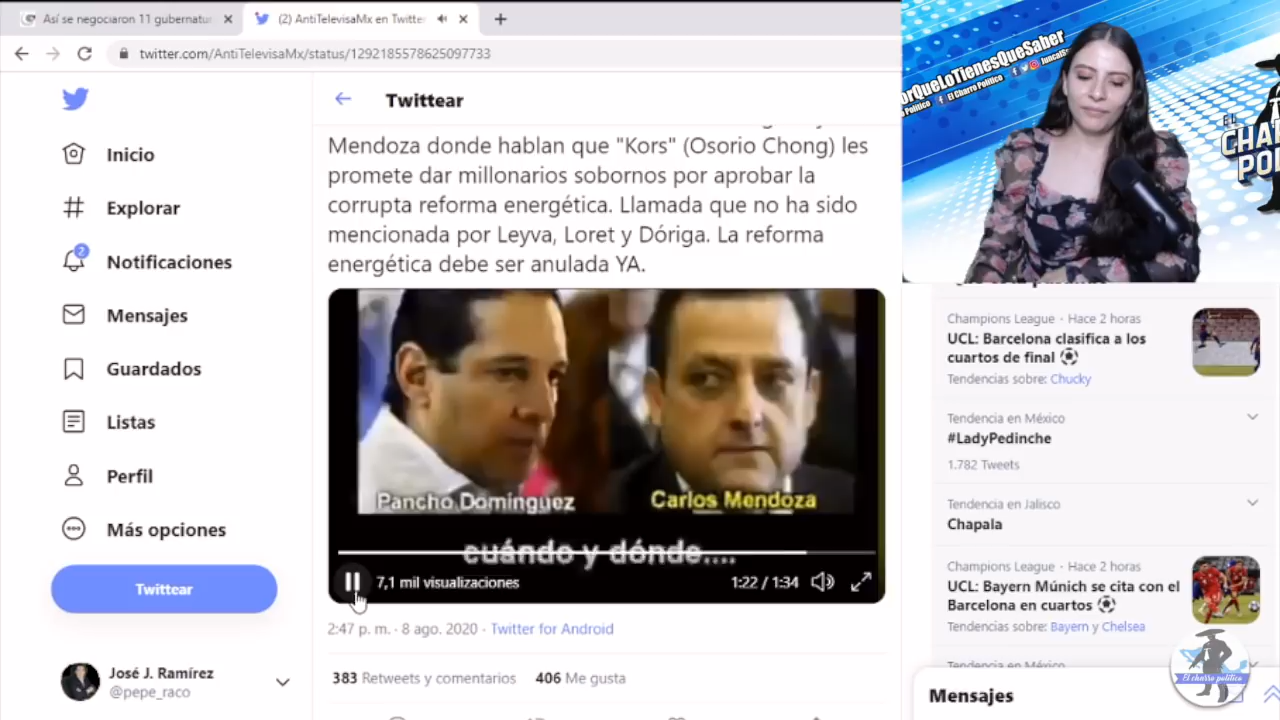 Así se negociaron 11 gubernatur
(2) AntiTelevisaMx en Twitter
twitter.com/AntiTelevisaMx/status/1292185578625097733
Inicio
Explorar
2
Notificaciones
Mensajes
Guardados
Listas
Perfil
Más opciones
Twittear
José J. Ramírez
@pepe_raco
Twittear
Mendoza donde hablan que "Kors" (Osorio Chong) les
promete dar millonarios sobornos por aprobar la
corrupta reforma energética. Llamada que no ha sido
mencionada por Leyva, Loret y Dóriga. La reforma
energética debe ser anulada YA.
Pancho Domínguez
Carlos Mendoza
cuándo y dónde....
7,1 mil visualizaciones
1:22 / 1:34
2:47 p. m. · 8 ago. 2020 · Twitter for Android
383 Retweets y comentarios
406 Me gusta
orQueLoTienesQueSaber
El Charro Político
EL
CHA
POL
Champions League · Hace 2 horas
UCL: Barcelona clasifica a los
cuartos de final
Tendencias sobre: Chucky
Tendencia en México
#LadyPedinche
1.782 Tweets
Tendencia en Jalisco
Chapala
Champions League · Hace 2 horas
UCL: Bayern Múnich se cita con el
Barcelona en cuartos
Tendencias sobre: Bayern y Chelsea
Tendencia en México
Mensajes
El charro político